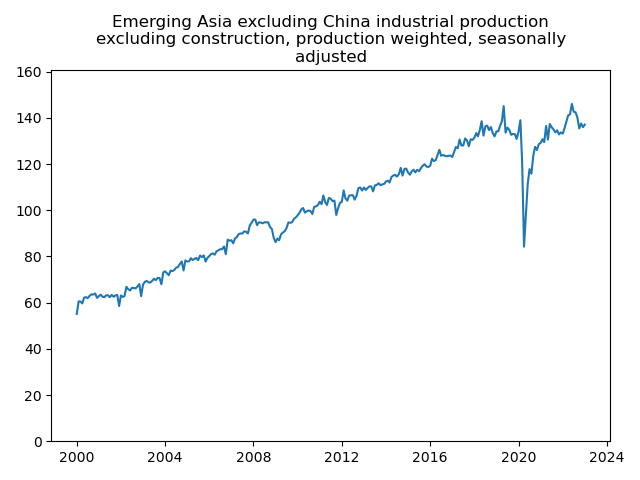 Emerging Asia excluding China industrial production
excluding construction, production weighted, seasonally
adjusted
160
140
120
100
80
60
40
20
0
2000 2004 2008 2012 2016 2020 2024